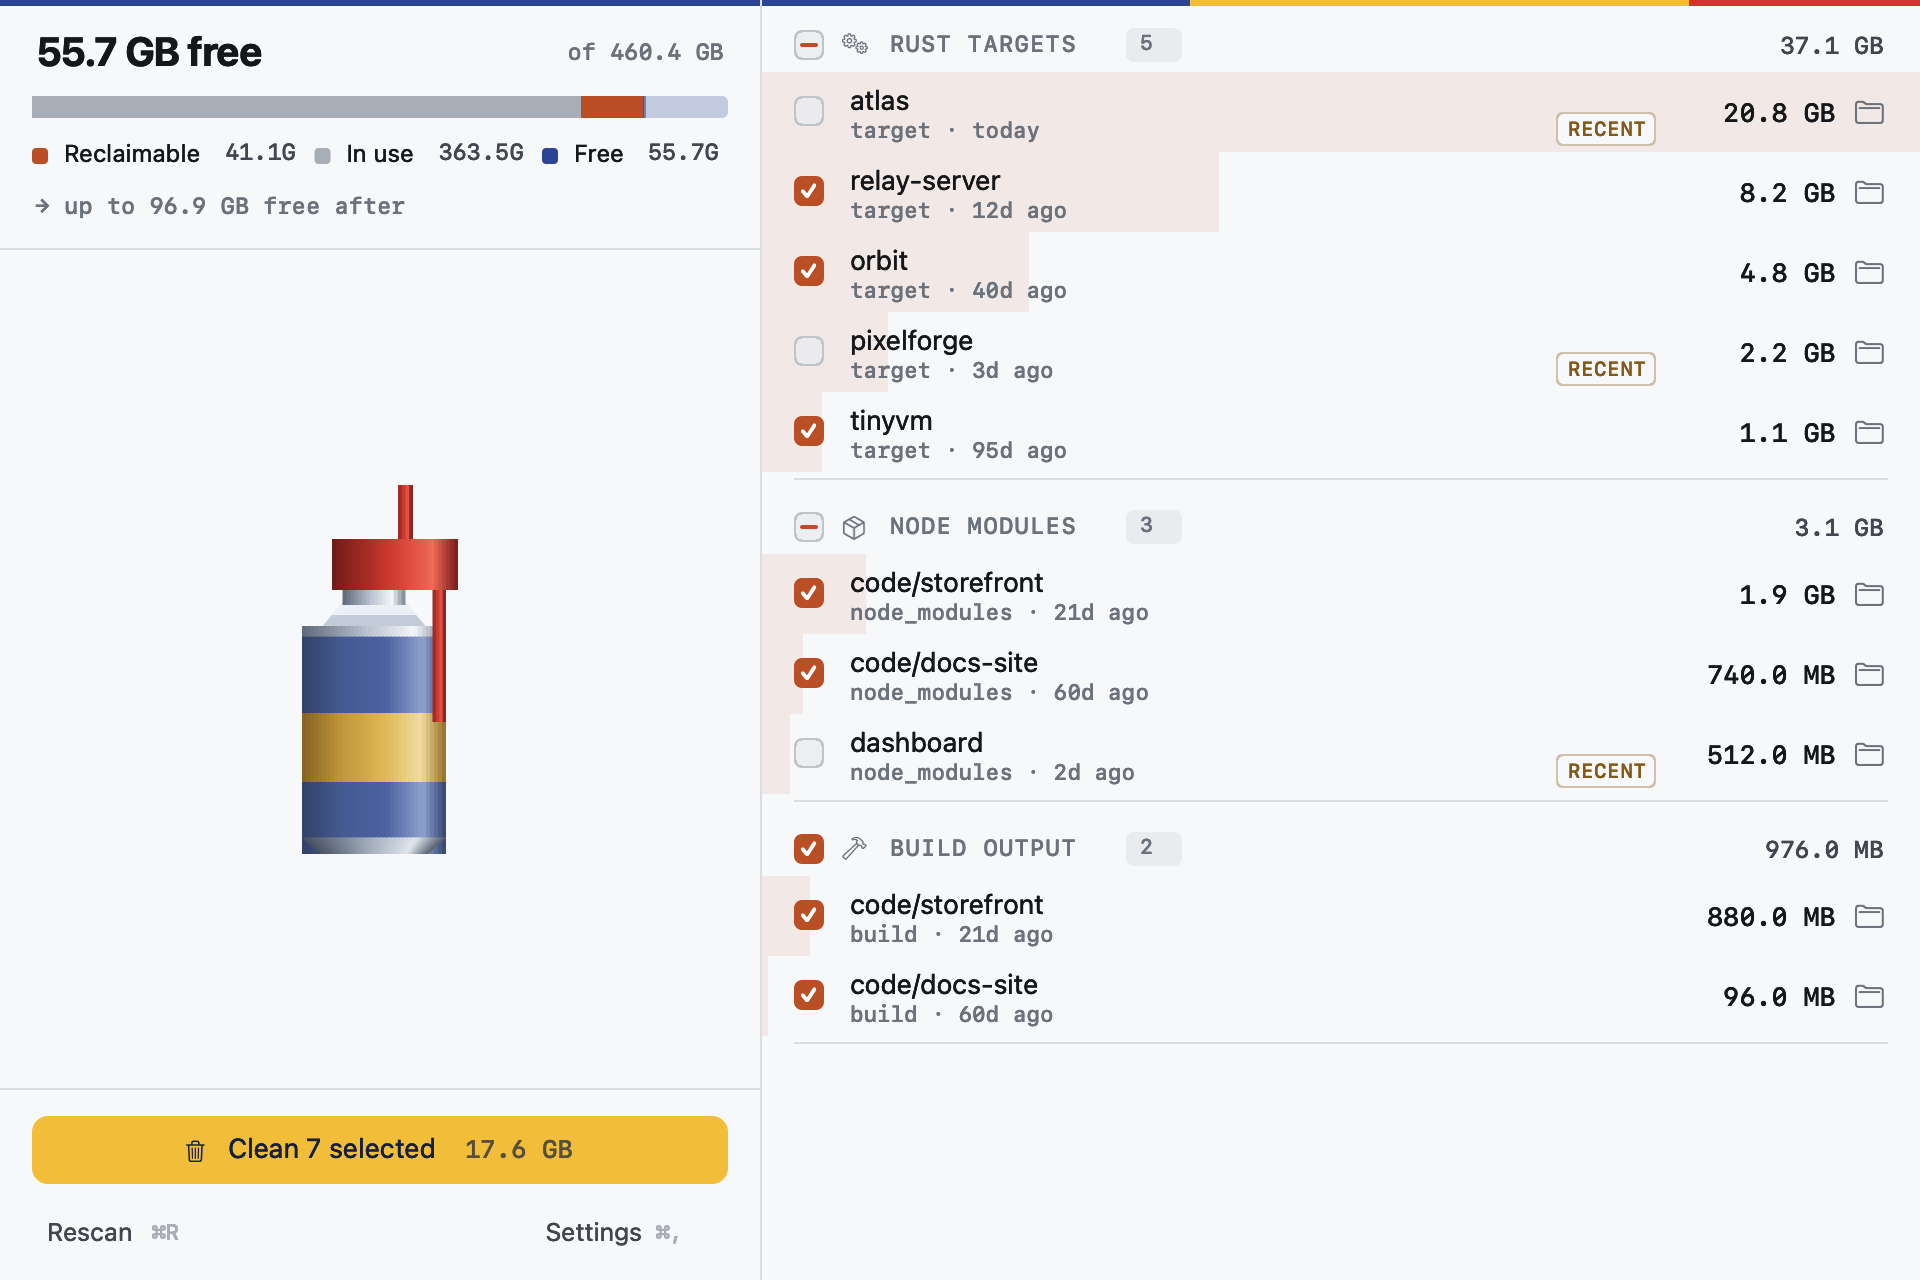 55.7 GB free
of 460.4 GB
Reclaimable 41.1G In use 363.5G Free 55.7G
→ up to 96.9 GB free after
Clean 7 selected 17.6 GB
Rescan ⌘R
Settings ⌘,
RUST TARGETS 5 37.1 GB
atlas
target · today
RECENT
20.8 GB
relay-server
target · 12d ago
8.2 GB
orbit
target · 40d ago
4.8 GB
pixelforge
target · 3d ago
RECENT
2.2 GB
tinyvm
target · 95d ago
1.1 GB
NODE MODULES 3 3.1 GB
code/storefront
node_modules · 21d ago
1.9 GB
code/docs-site
node_modules · 60d ago
740.0 MB
dashboard
node_modules · 2d ago
RECENT
512.0 MB
BUILD OUTPUT 2 976.0 MB
code/storefront
build · 21d ago
880.0 MB
code/docs-site
build · 60d ago
96.0 MB